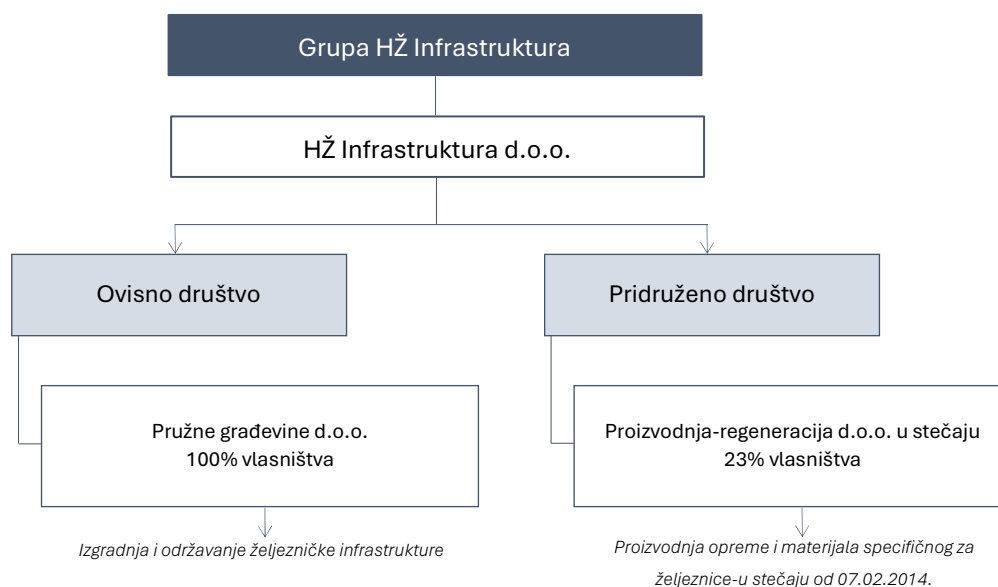 Grupa HŽ Infrastruktura
HŽ Infrastruktura d.o.o.
Ovisno društvo
Pridruženo društvo
Pružne građevine d.o.o.
100% vlasništva
Proizvodnja-regeneracija d.o.o. u stečaju
23% vlasništva
Izgradnja i održavanje željezničke infrastrukture
Proizvodnja opreme i materijala specifičnog za
željeznice-u stečaju od 07.02.2014.